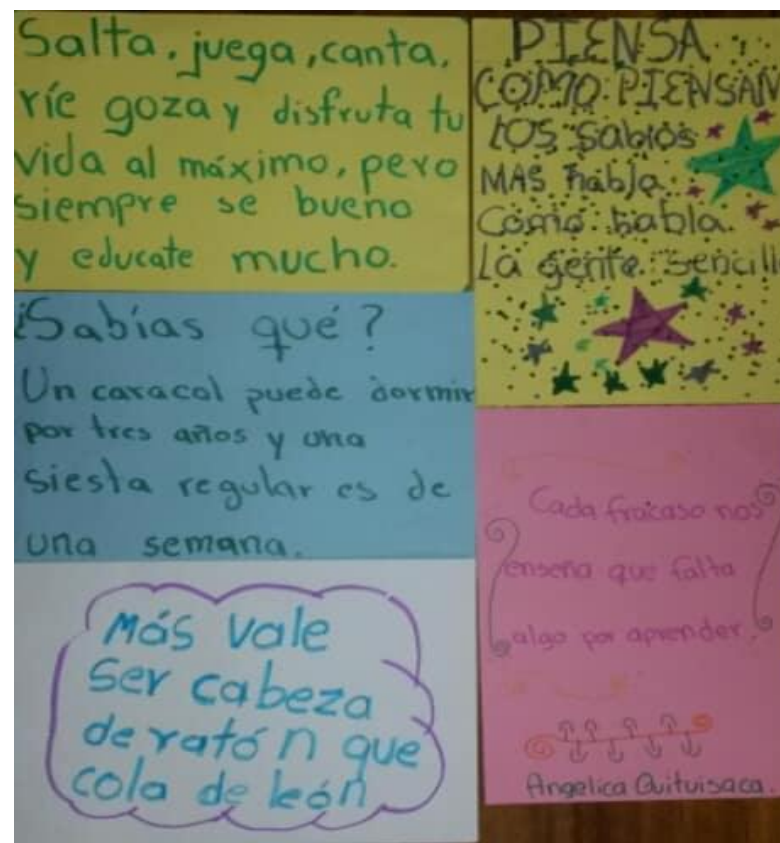 Salta, juega, canta,
ríe goza y disfruta tu
vida al máximo, pero
siempre se bueno
y educate mucho.
PIENSA
COMO PIENSAN
LOS Sabios
MAS habla
Como habla
La gente sencill
¿Sabías qué?
Un caracol puede dormir
por tres años y una
siesta regular es de
una semana.
Cada fracaso nos
enseña que falta
algo por aprender.
Angelica Quituisaca.
Más vale
ser cabeza
de ratón que
cola de león